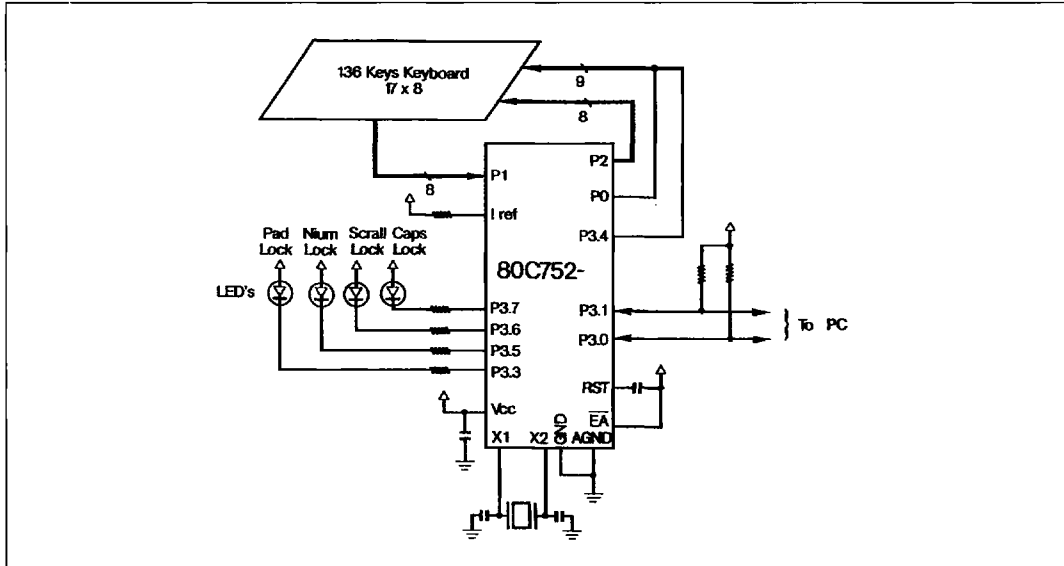 136 Keys Keyboard
17 x 8
9
8
P2
P1
8
P0
I ref
P3.4
Pad Lock
Nium Lock
Scrall Lock
Caps Lock
80C752-
LED's
P3.7
P3.1
To PC
P3.6
P3.0
P3.5
P3.3
RST
Vcc
EA
X1
X2
GND
AGND